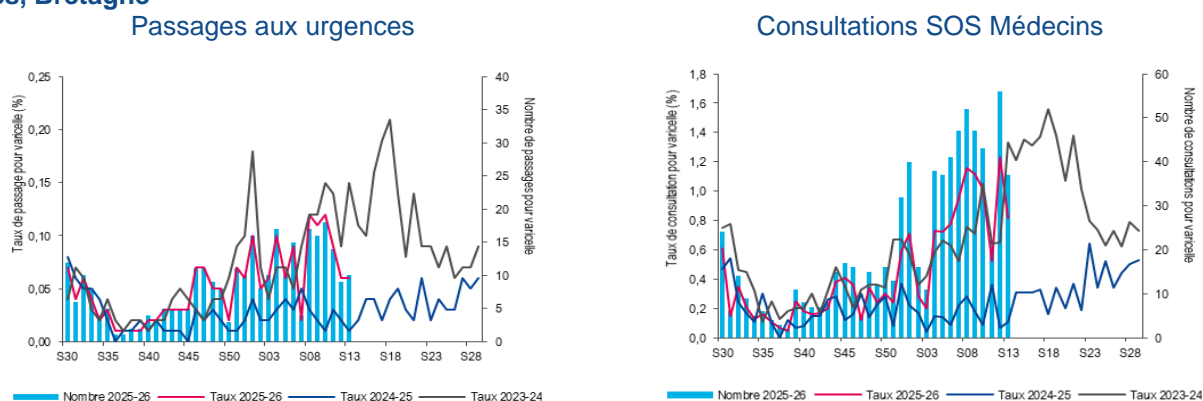 es, Bretagne
Passages aux urgences
Taux de passage pour varicelle (%)
0,25
0,20
0,15
0,10
0,05
0,00
40
35
30
25
20
15
10
5
0
Nombre de passages pour varicelle
S30 S35 S40 S45 S50 S03 S08 S13 S18 S23 S28
Nombre 2025-26 Taux 2025-26 Taux 2024-25 Taux 2023-24
Consultations SOS Médecins
Taux de consultation pour varicelle (%)
1,8
1,6
1,4
1,2
1,0
0,8
0,6
0,4
0,2
0,0
60
50
40
30
20
10
0
Nombre de consultations pour varicelle
S30 S35 S40 S45 S50 S03 S08 S13 S18 S23 S28
Nombre 2025-26 Taux 2025-26 Taux 2024-25 Taux 2023-24